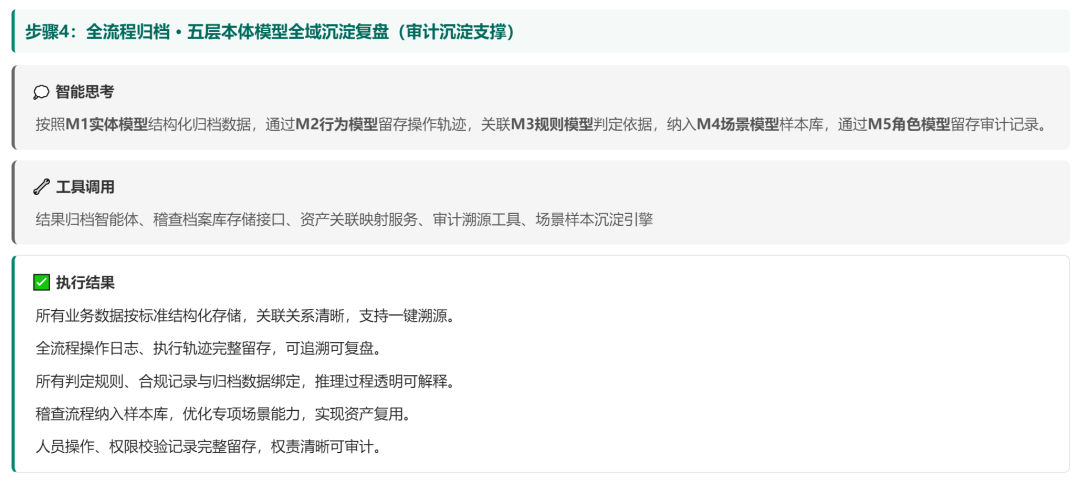 步骤4：全流程归档·五层本体模型全域沉淀复盘（审计沉淀支撑）
智能思考
按照M1实体模型结构化归档数据，通过M2行为模型留存操作轨迹，关联M3规则模型判定依据，纳入M4场景模型样本库，通过M5角色模型留存审计记录。
工具调用
结果归档智能体、稽查档案库存储接口、资产关联映射服务、审计溯源工具、场景样本沉淀引擎
执行结果
所有业务数据按标准结构化存储，关联关系清晰，支持一键溯源。
全流程操作日志、执行轨迹完整留存，可追溯可复盘。
所有判定规则、合规记录与归档数据绑定，推理过程透明可解释。
稽查流程纳入样本库，优化专项场景能力，实现资产复用。
人员操作、权限校验记录完整留存，权责清晰可审计。